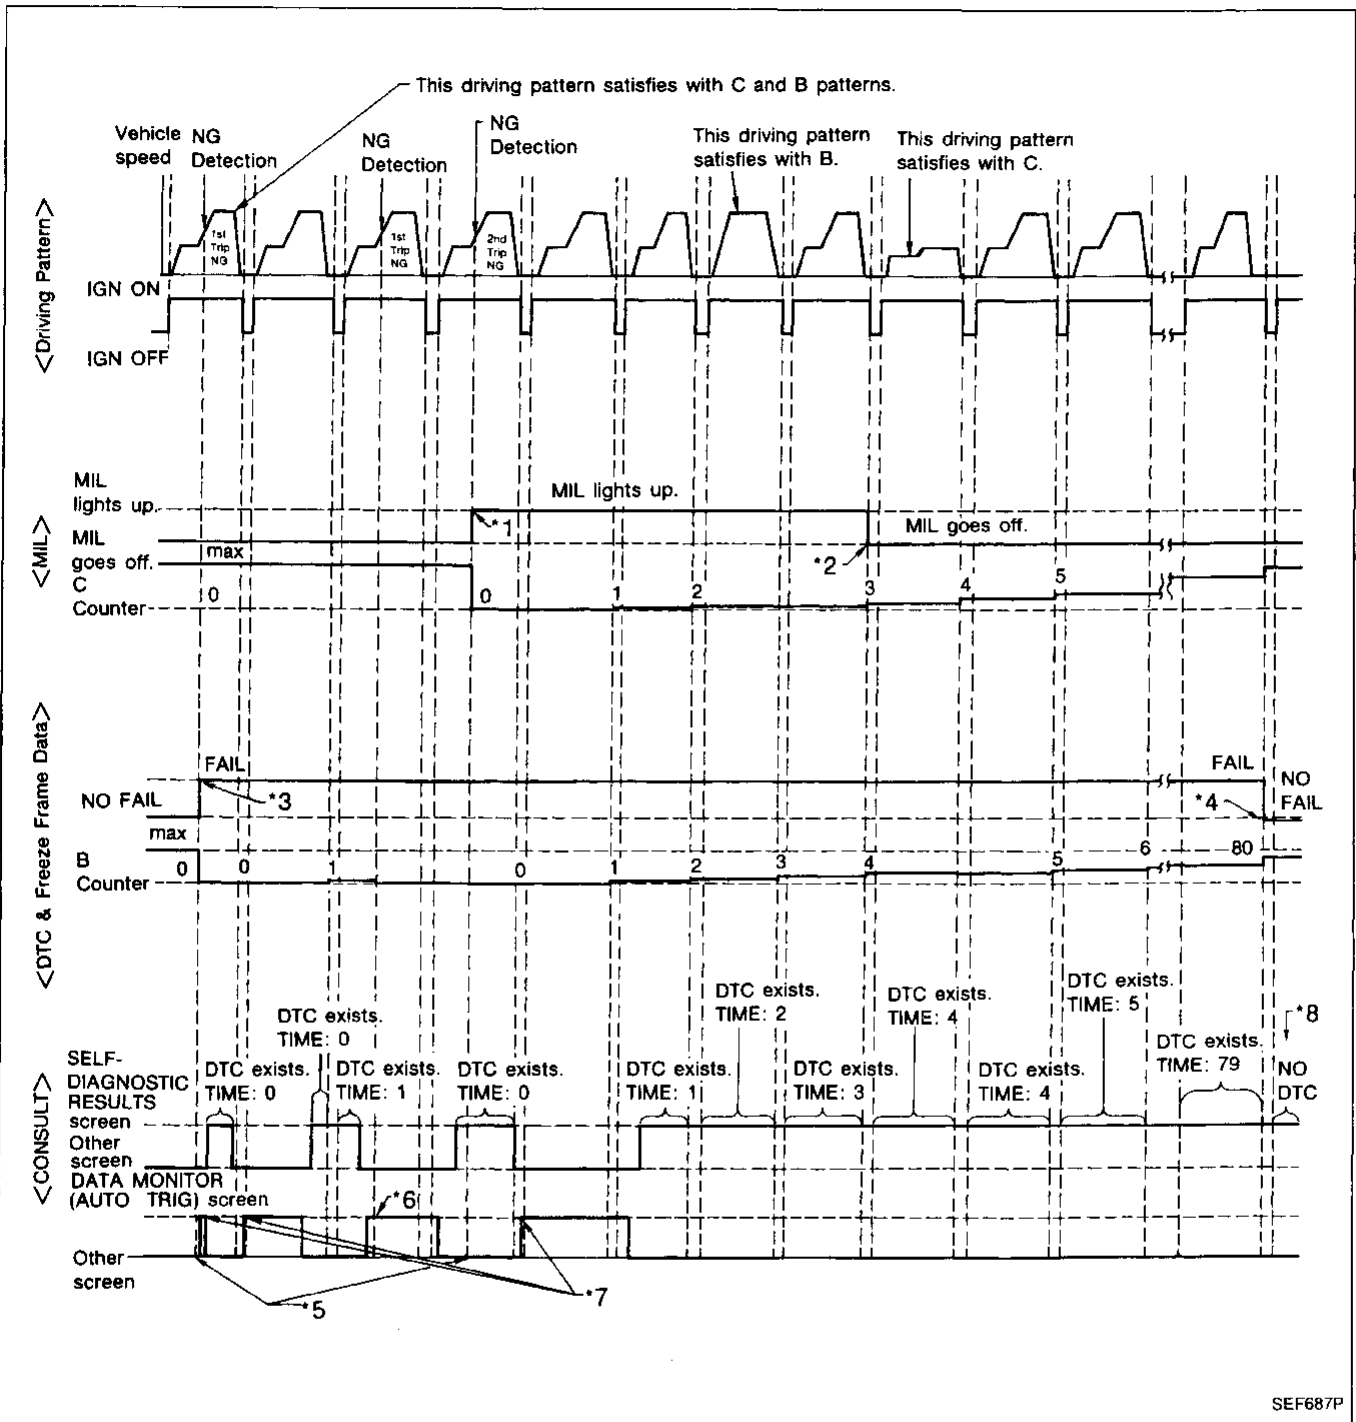 This driving pattern satisfies with C and B patterns.
Vehicle speed
NG Detection
NG Detection
NG Detection
This driving pattern satisfies with B.
This driving pattern satisfies with C.
1st Trip NG
1st Trip NG
2nd Trip NG
<Driving Pattern>
IGN ON
IGN OFF
<MIL>
MIL lights up.
MIL lights up.
*1
MIL goes off.
MIL goes off.
*2
max
C Counter
0
0
1
2
3
4
5
<DTC & Freeze Frame Data>
FAIL
FAIL
NO FAIL
*3
*4
NO FAIL
max
B Counter
0
0
1
0
1
2
3
4
5
6
80
<CONSULT>
DTC exists. TIME: 0
DTC exists. TIME: 2
DTC exists. TIME: 4
DTC exists. TIME: 5
*8
SELF-DIAGNOSTIC RESULTS screen
DTC exists. TIME: 0
DTC exists. TIME: 1
DTC exists. TIME: 0
DTC exists. TIME: 1
DTC exists. TIME: 3
DTC exists. TIME: 4
DTC exists. TIME: 79
NO DTC
Other screen
DATA MONITOR (AUTO TRIG) screen
*6
Other screen
*5
*7
SEF687P